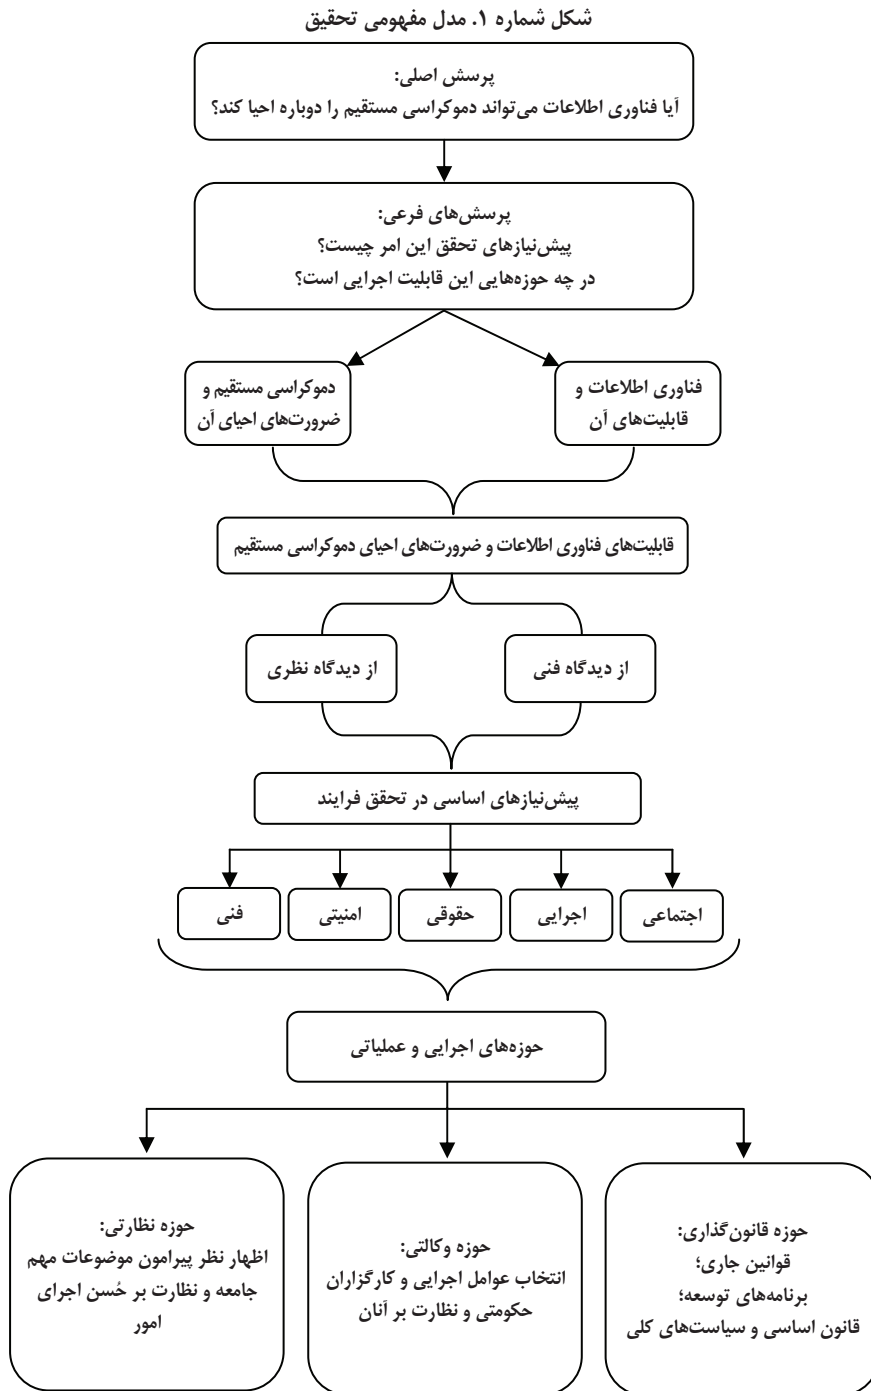 شکل شماره ۱. مدل مفهومی تحقیق
پرسش اصلی:
آیا فناوری اطلاعات می‌تواند دموکراسی مستقیم را دوباره احیا کند؟
پرسش‌های فرعی:
پیش‌نیازهای تحقق این امر چیست؟
در چه حوزه‌هایی این قابلیت اجرایی است؟
فناوری اطلاعات و
قابلیت‌های آن
دموکراسی مستقیم و
ضرورت‌های احیای آن
قابلیت‌های فناوری اطلاعات و ضرورت‌های احیای دموکراسی مستقیم
از دیدگاه فنی
از دیدگاه نظری
پیش‌نیازهای اساسی در تحقق فرایند
اجتماعی
اجرایی
حقوقی
امنیتی
فنی
حوزه‌های اجرایی و عملیاتی
حوزه قانون‌گذاری:
قوانین جاری؛
برنامه‌های توسعه؛
قانون اساسی و سیاست‌های کلی
حوزه وکالتی:
انتخاب عوامل اجرایی و کارگزاران
حکومتی و نظارت بر آنان
حوزه نظارتی:
اظهار نظر پیرامون موضوعات مهم
جامعه و نظارت بر حُسن اجرای
امور